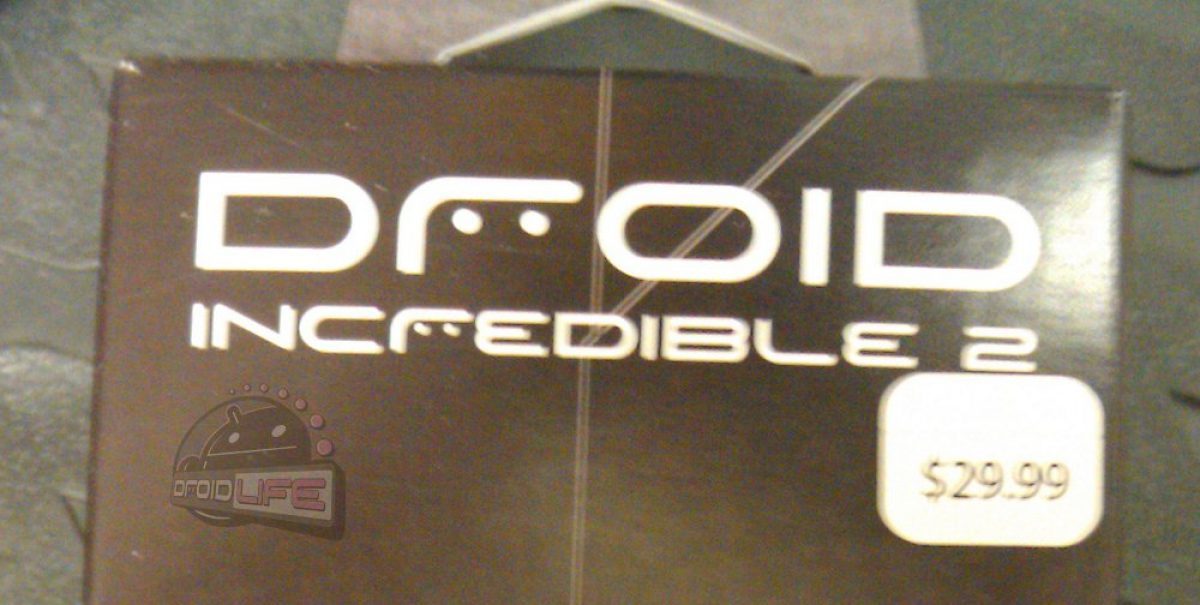 DROID
INCREDIBLE 2
$29.99
DROID LIFE